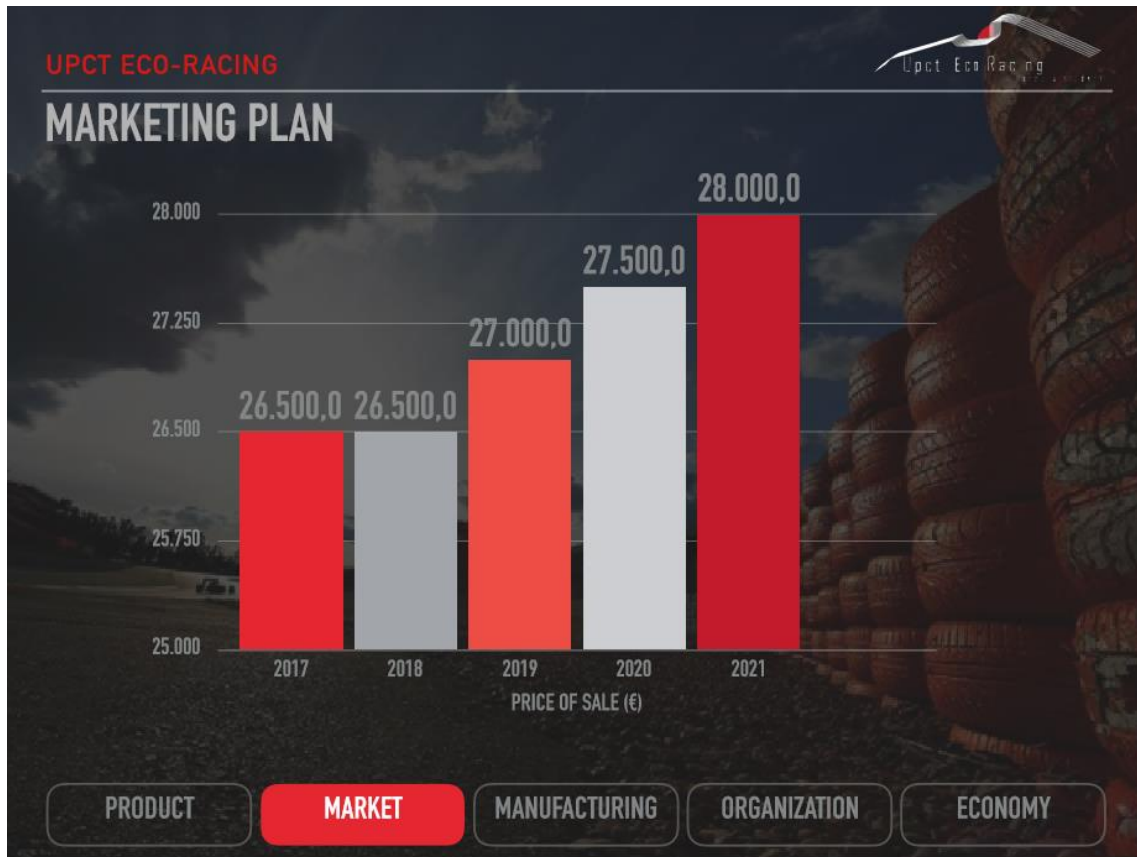 UPCT ECO-RACING
Upct Eco Rac ng
MARKETING PLAN
28.000,0
28.000
27.500,0
27.250
27.000,0
26.500,0 26.500,0
26.500
25.750
25.000
2017 2018 2019 2020 2021
PRICE OF SALE (€)
PRODUCT MARKET MANUFACTURING ORGANIZATION ECONOMY